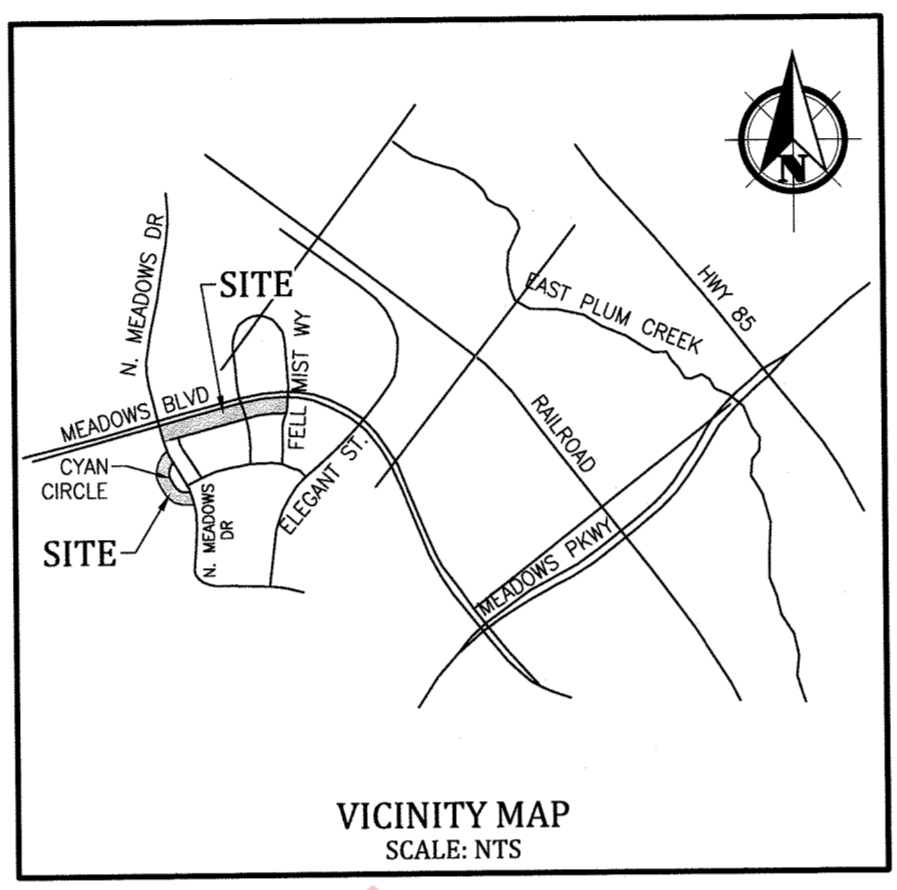 N
N. MEADOWS DR
SITE
HWY 85
EAST PLUM CREEK
FELL MIST WY
MEADOWS BLVD
RAILROAD
CYAN
CIRCLE
ELEGANT ST.
N. MEADOWS
DR
SITE
MEADOWS PKWY
VICINITY MAP
SCALE: NTS